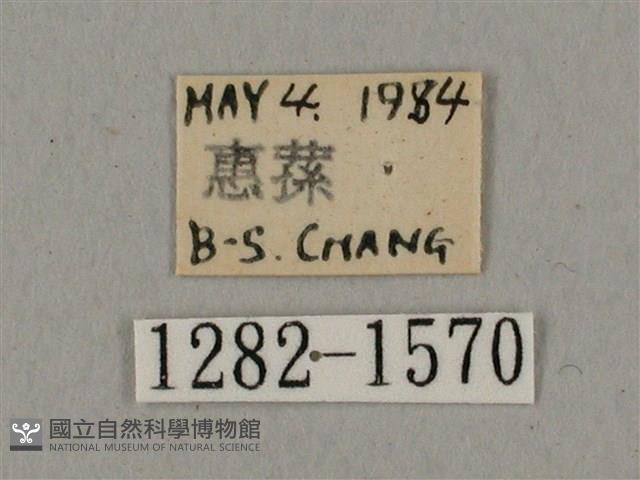 MAY 4. 1984
惠蓀
B-S. CHANG
1282-1570
國立自然科學博物館
NATIONAL MUSEUM OF NATURAL SCIENCE